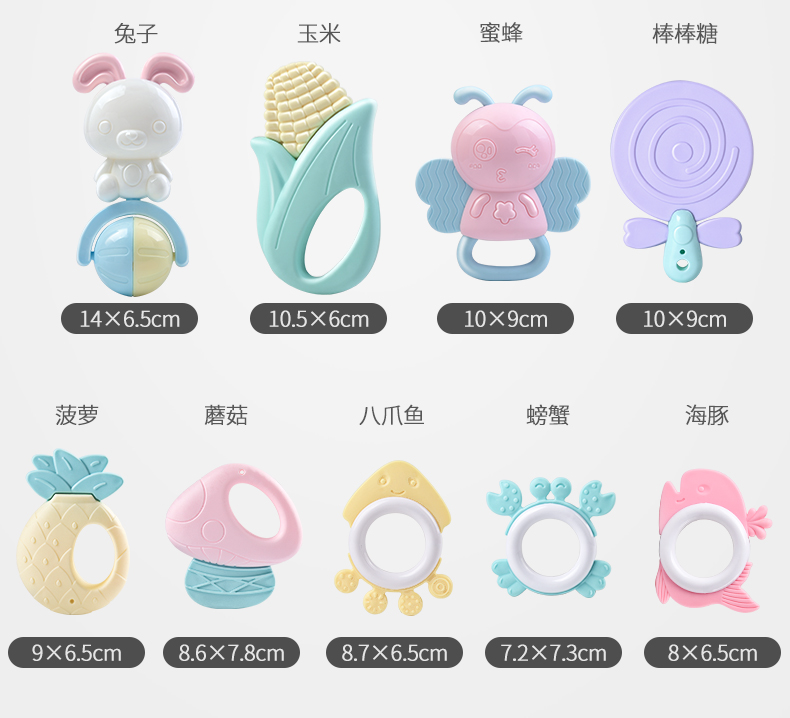 兔子
玉米
蜜蜂
棒棒糖
14×6.5cm
10.5×6cm
10×9cm
10×9cm
菠萝
蘑菇
八爪鱼
螃蟹
海豚
9×6.5cm
8.6×7.8cm
8.7×6.5cm
7.2×7.3cm
8×6.5cm